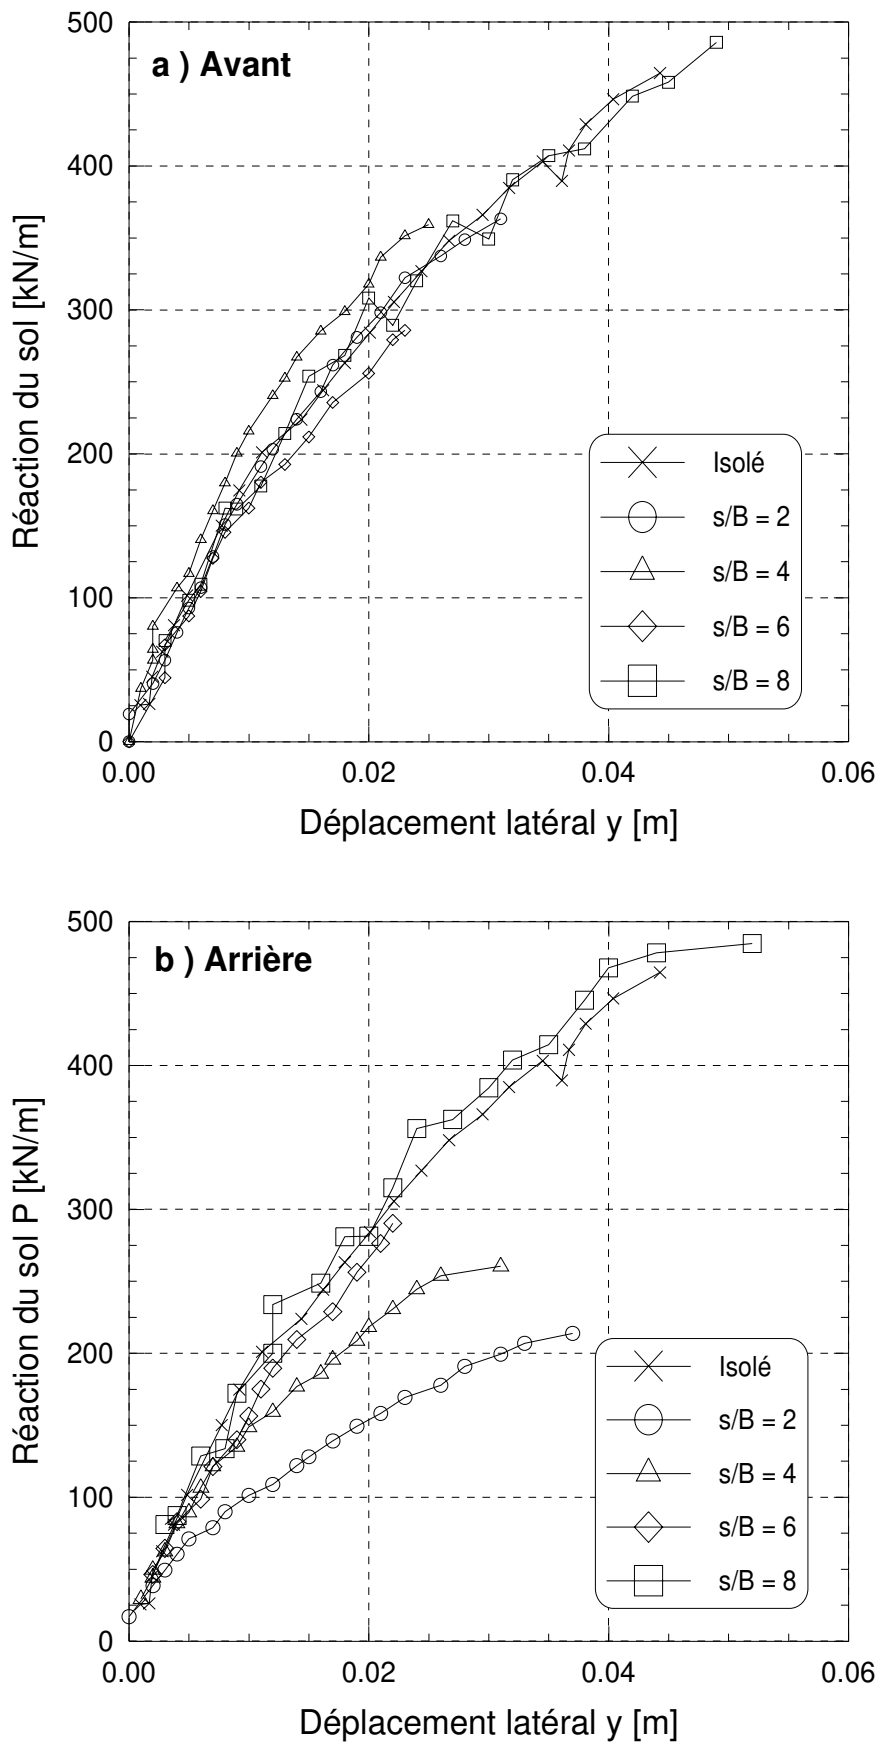 a ) Avant
500
400
300
200
100
0
Réaction du sol [kN/m]
Isolé
s/B = 2
s/B = 4
s/B = 6
s/B = 8
0.00 0.02 0.04 0.06
Déplacement latéral y [m]
b ) Arrière
500
400
300
200
100
0
Réaction du sol P [kN/m]
Isolé
s/B = 2
s/B = 4
s/B = 6
s/B = 8
0.00 0.02 0.04 0.06
Déplacement latéral y [m]